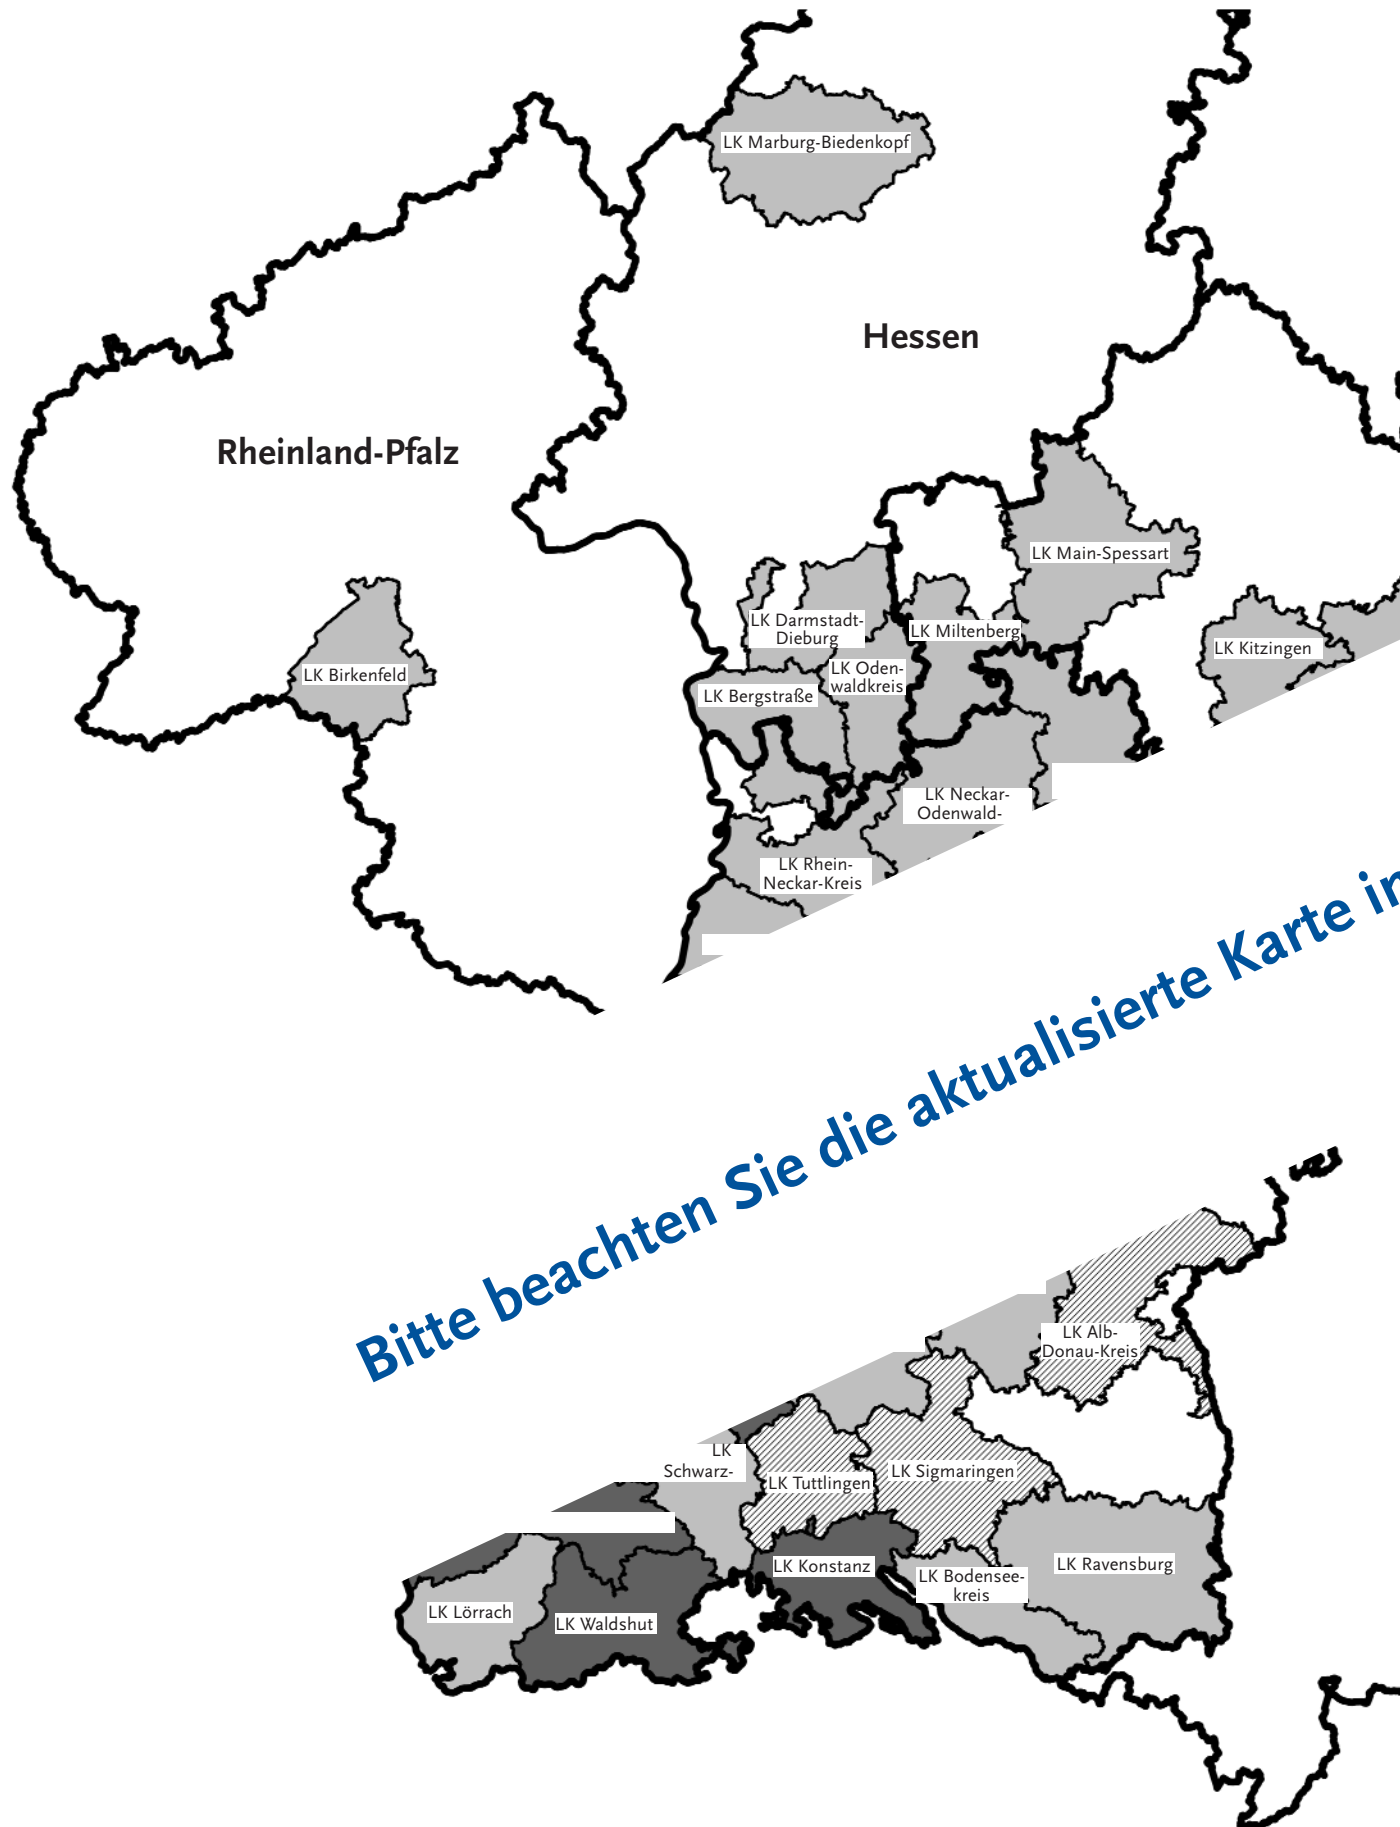 LK Marburg-Biedenkopf
Hessen
Rheinland-Pfalz
LK Main-Spessart
LK Darmstadt-
Dieburg
LK Miltenberg
LK Kitzingen
LK Birkenfeld
LK Oden-
waldkreis
LK Bergstraße
LK Neckar-
Odenwald-
LK Rhein-
Neckar-Kreis
Bitte beachten Sie die aktualisierte Karte
LK Alb-
Donau-Kreis
LK
Schwarz-
LK Tuttlingen
LK Sigmaringen
LK Konstanz
LK Bodensee-
kreis
LK Ravensburg
LK Lörrach
LK Waldshut